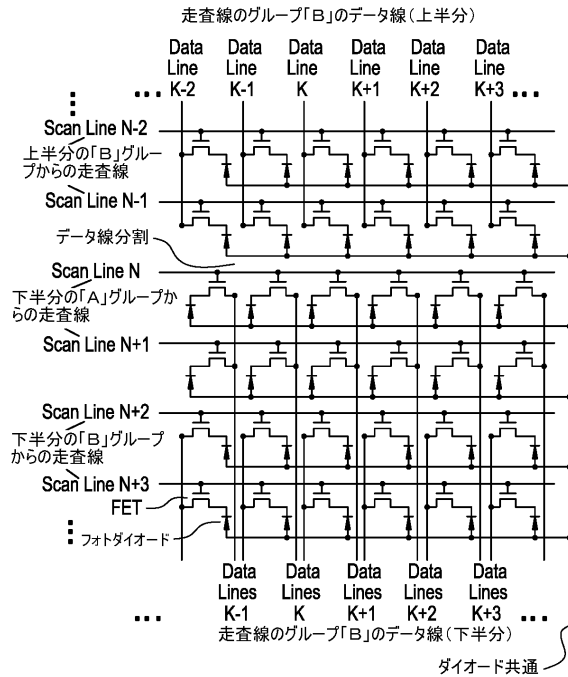 走査線のグループ「B」のデータ線(上半分)
Data Line K-2
Data Line K-1
Data Line K
Data Line K+1
Data Line K+2
Data Line K+3
Scan Line N-2
上半分の「B」グルー
プからの走査線
Scan Line N-1
データ線分割
Scan Line N
下半分の「A」グループか
らの走査線
Scan Line N+1
Scan Line N+2
下半分の「B」グループ
からの走査線
Scan Line N+3
FET
フォトダイオード
Data Lines K-1
Data Lines K
Data Lines K+1
Data Lines K+2
Data Lines K+3
走査線のグループ「B」のデータ線(下半分)
ダイオード共通